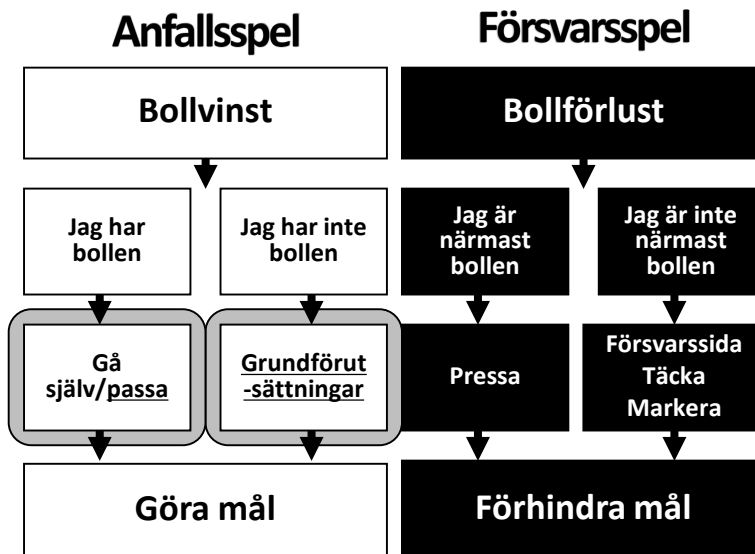 Anfallsspel
Försvarsspel
Bollvinst
Bollförlust
Jag har
bollen
Jag har inte
bollen
Jag är
närmast
bollen
Jag är inte
närmast
bollen
Gå
själv/passa
Grundförut
-sättningar
Pressa
Försvarssida
Täcka
Markera
Göra mål
Förhindra mål